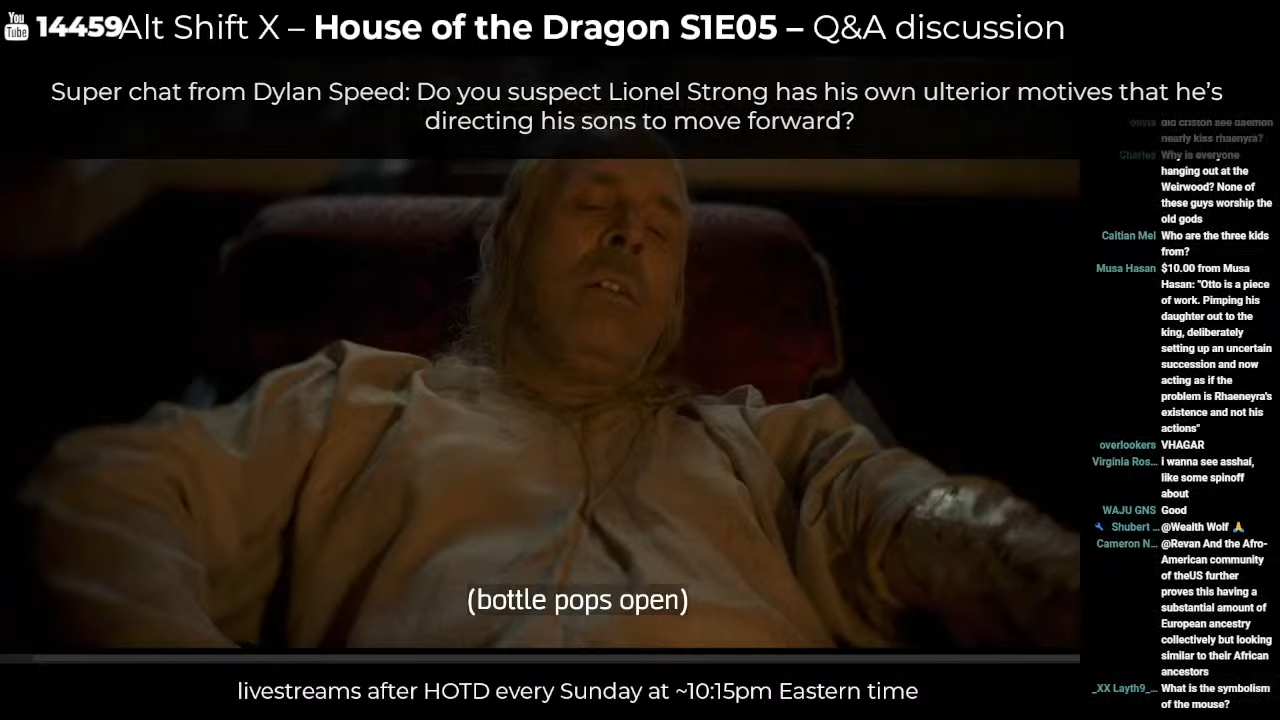 You
Tube
14459
Alt Shift X – House of the Dragon S1E05 – Q&A discussion
Super chat from Dylan Speed: Do you suspect Lionel Strong has his own ulterior motives that he's
directing his sons to move forward?
olivia did criston see daemon
nearly kiss rhaenyra?
Charles Why is everyone
hanging out at the
Weirwood? None of
these guys worship the
old gods
Caitian Mel Who are the three kids
from?
Musa Hasan $10.00 from Musa
Hasan: "Otto is a piece
of work. Pimping his
daughter out to the
king, deliberately
setting up an uncertain
succession and now
acting as if the
problem is Rhaeneyra's
existence and not his
actions"
overlookers VHAGAR
Virgínia Ros... i wanna see asshai,
like some spinoff
about
WAJU GNS Good
Shubert ... @Wealth Wolf 🙏
Cameron N... @Revan And the Afro-
American community
of theUS further
proves this having a
substantial amount of
European ancestry
collectively but looking
similar to their African
ancestors
_XX Layth9_... What is the symbolism
of the mouse?
(bottle pops open)
livestreams after HOTD every Sunday at ~10:15pm Eastern time